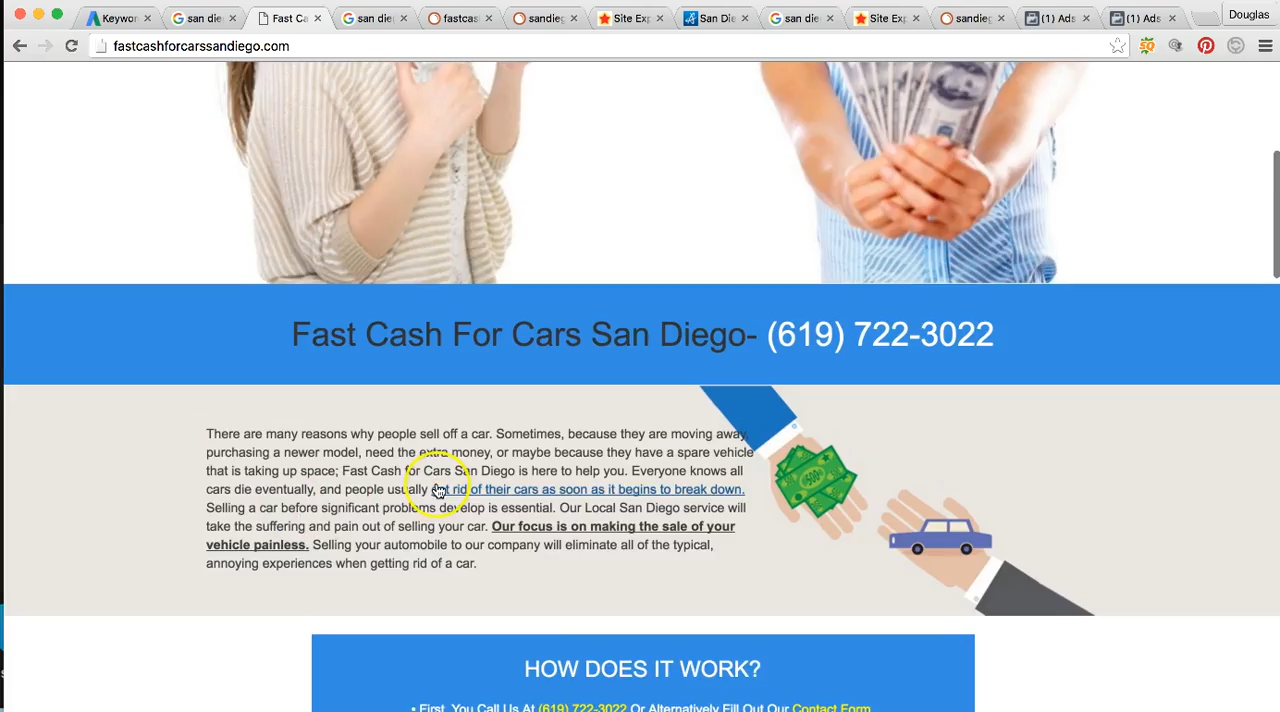 Keywor
san die
Fast Ca
san die
fastcas
sandieg
Site Exp
San Die
san die
Site Exp
sandieg
(1) Ads
(1) Ads
Douglas
fastcashforcarssandiego.com
SQ
Fast Cash For Cars San Diego- (619) 722-3022
There are many reasons why people sell off a car. Sometimes, because they are moving away,
purchasing a newer model, need the extra money, or maybe because they have a spare vehicle
that is taking up space; Fast Cash for Cars San Diego is here to help you. Everyone knows all
cars die eventually, and people usually get rid of their cars as soon as it begins to break down.
Selling a car before significant problems develop is essential. Our Local San Diego service will
take the suffering and pain out of selling your car. Our focus is on making the sale of your
vehicle painless. Selling your automobile to our company will eliminate all of the typical,
annoying experiences when getting rid of a car.
HOW DOES IT WORK?
• First, You Call Us At (619) 722-3022 Or Alternatively Fill Out Our Contact Form